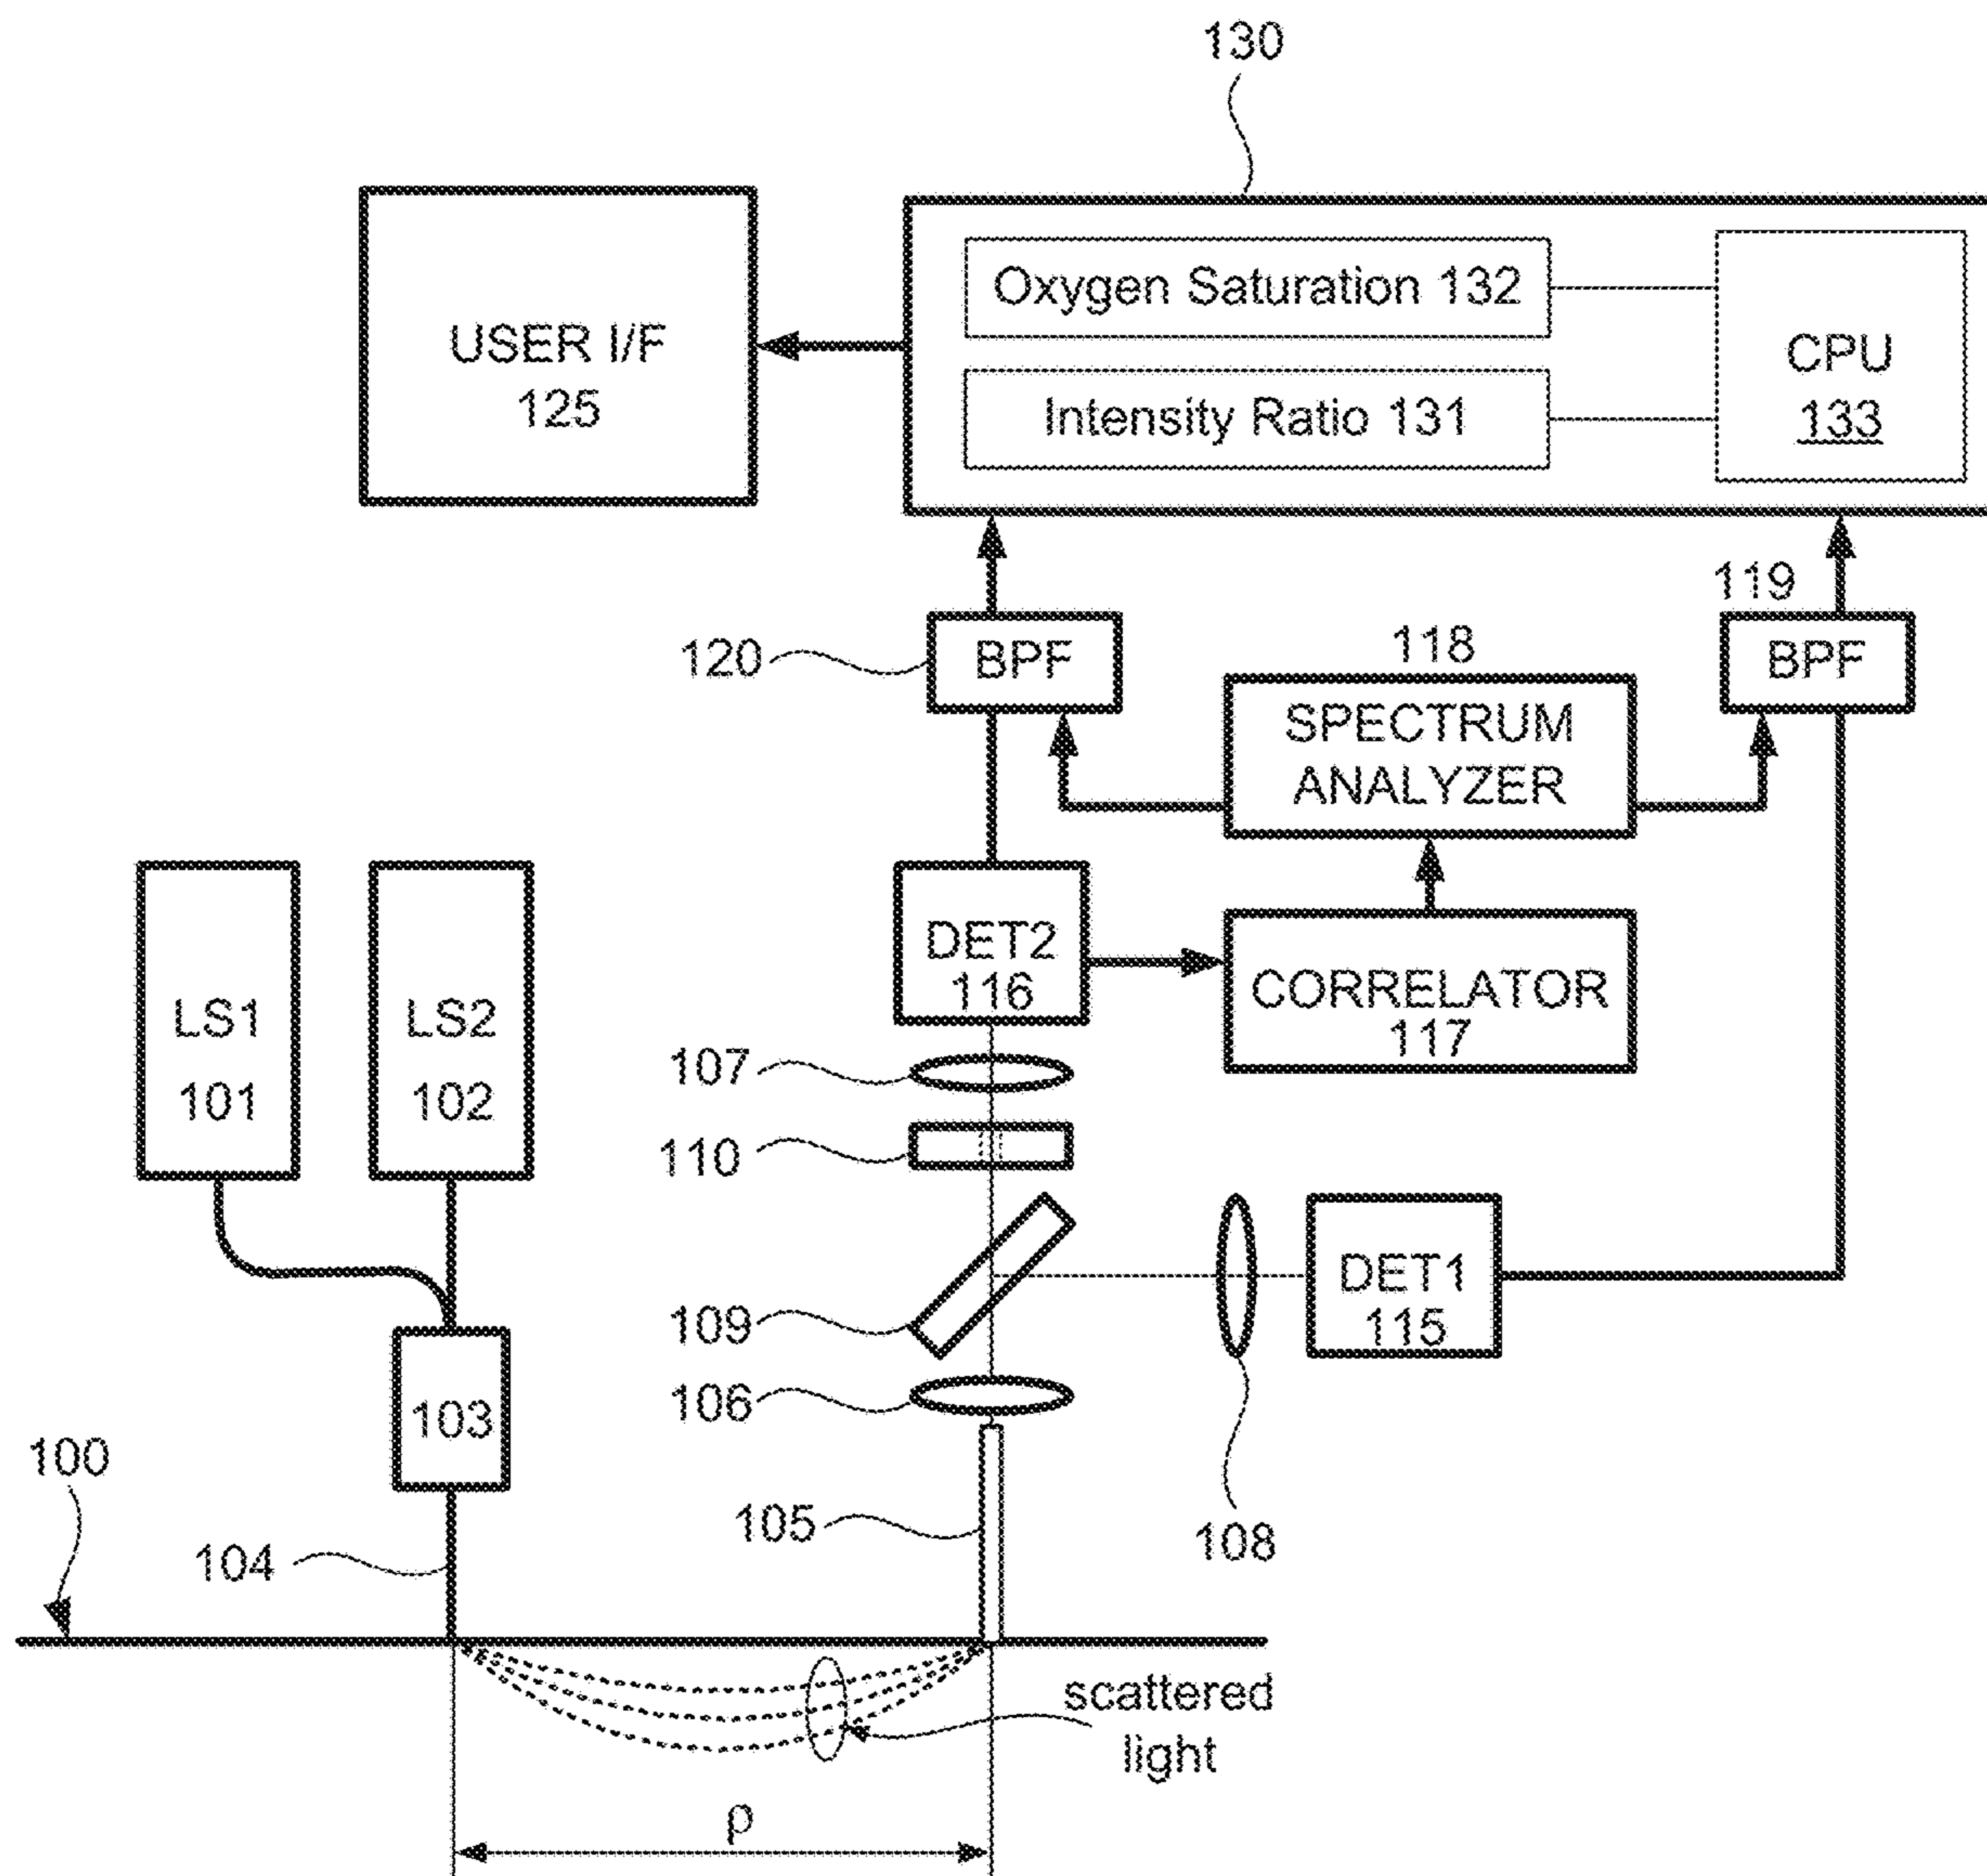 130
USER I/F
125
Oxygen Saturation 132
Intensity Ratio 131
CPU
133
119
120
BPF
118
BPF
SPECTRUM
ANALYZER
LS1
101
LS2
102
DET2
116
CORRELATOR
117
107
110
109
DET1
115
106
103
100
105
108
104
scattered
light
ρ